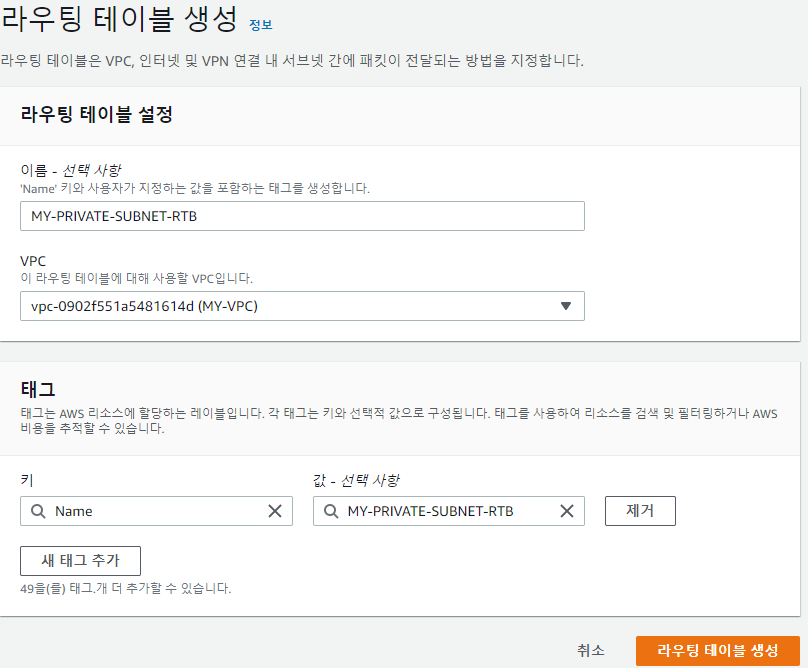 라우팅 테이블 생성 정보
라우팅 테이블은 VPC, 인터넷 및 VPN 연결 내 서브넷 간에 패킷이 전달되는 방법을 지정합니다.
라우팅 테이블 설정
이름 - 선택 사항
'Name' 키와 사용자가 지정하는 값을 포함하는 태그를 생성합니다.
MY-PRIVATE-SUBNET-RTB
VPC
이 라우팅 테이블에 대해 사용할 VPC입니다.
vpc-0902f551a5481614d (MY-VPC)
태그
태그는 AWS 리소스에 할당하는 레이블입니다. 각 태그는 키와 선택적 값으로 구성됩니다. 태그를 사용하여 리소스를 검색 및 필터링하거나 AWS
비용을 추적할 수 있습니다.
키 값 - 선택 사항
Name MY-PRIVATE-SUBNET-RTB 제거
새 태그 추가
49을(를) 태그.개 더 추가할 수 있습니다.
취소 라우팅 테이블 생성